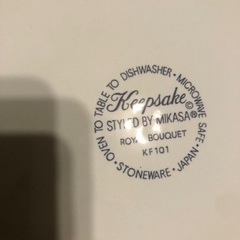 OVEN TO TABLE TO DISHWASHER • MICROWAVE SAFE
• STONEWARE • JAPAN •
Keepsake ©
STYLED BY MIKASA®
ROYAL BOUQUET
KF101